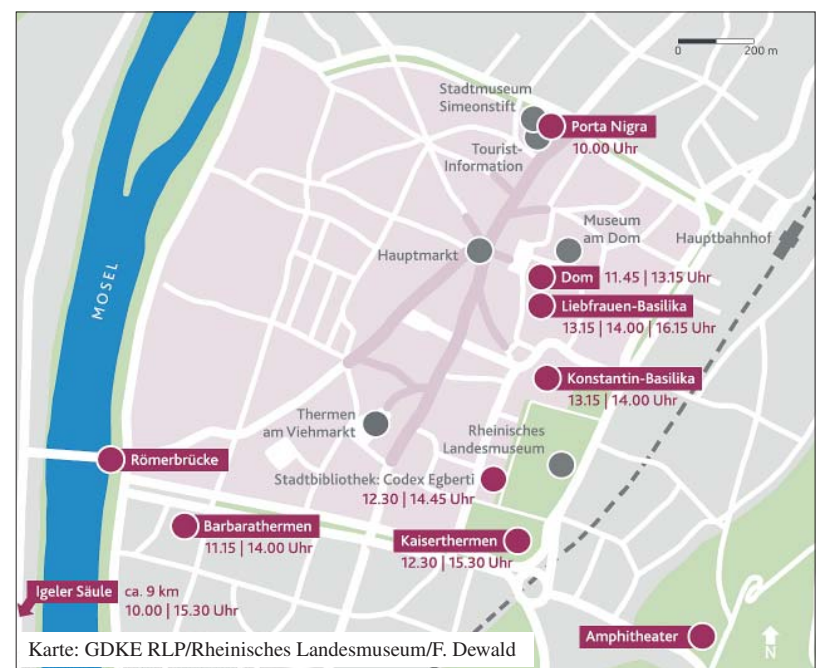 0 200 m
Stadtmuseum
Simeonstift
Porta Nigra
10.00 Uhr
Tourist-
Information
Museum
am Dom
Hauptbahnhof
Hauptmarkt
Dom 11.45 | 13.15 Uhr
MOSEL
Liebfrauen-Basilika
13.15 | 14.00 | 16.15 Uhr
Konstantin-Basilika
13.15 | 14.00 Uhr
Thermen
am Viehmarkt
Rheinisches
Landesmuseum
Römerbrücke
Stadtbibliothek: Codex Egberti
12.30 | 14.45 Uhr
Barbarathermen
11.15 | 14.00 Uhr
Kaiserthermen
12.30 | 15.30 Uhr
Igeler Säule ca. 9 km
10.00 | 15.30 Uhr
Amphitheater
N
Karte: GDKE RLP/Rheinisches Landesmuseum/F. Dewald